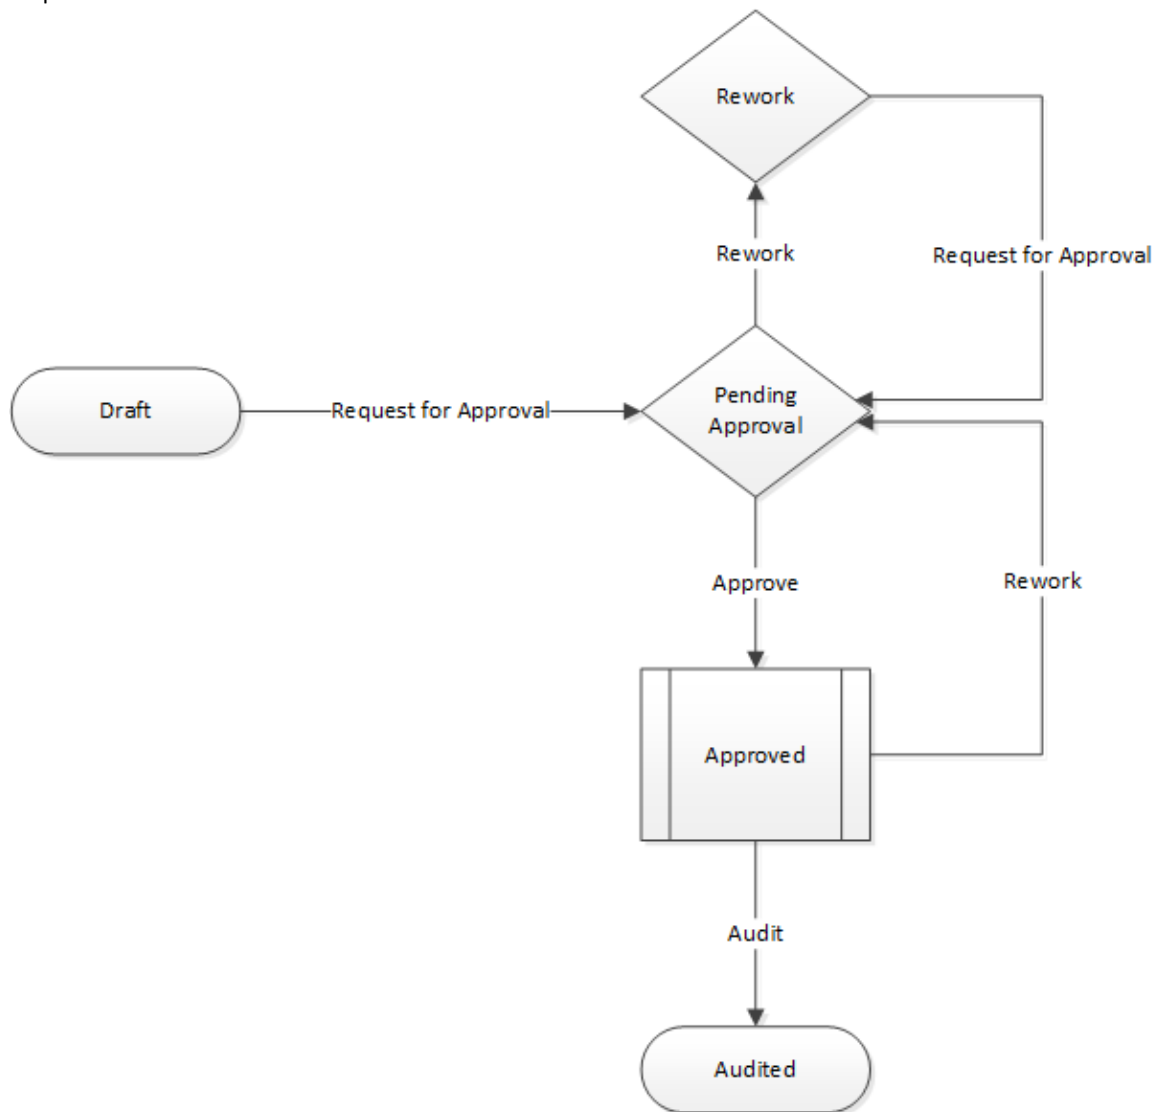 Rework
Rework
Request for Approval
Draft
Request for Approval
Pending
Approval
Approve
Rework
Approved
Audit
Audited